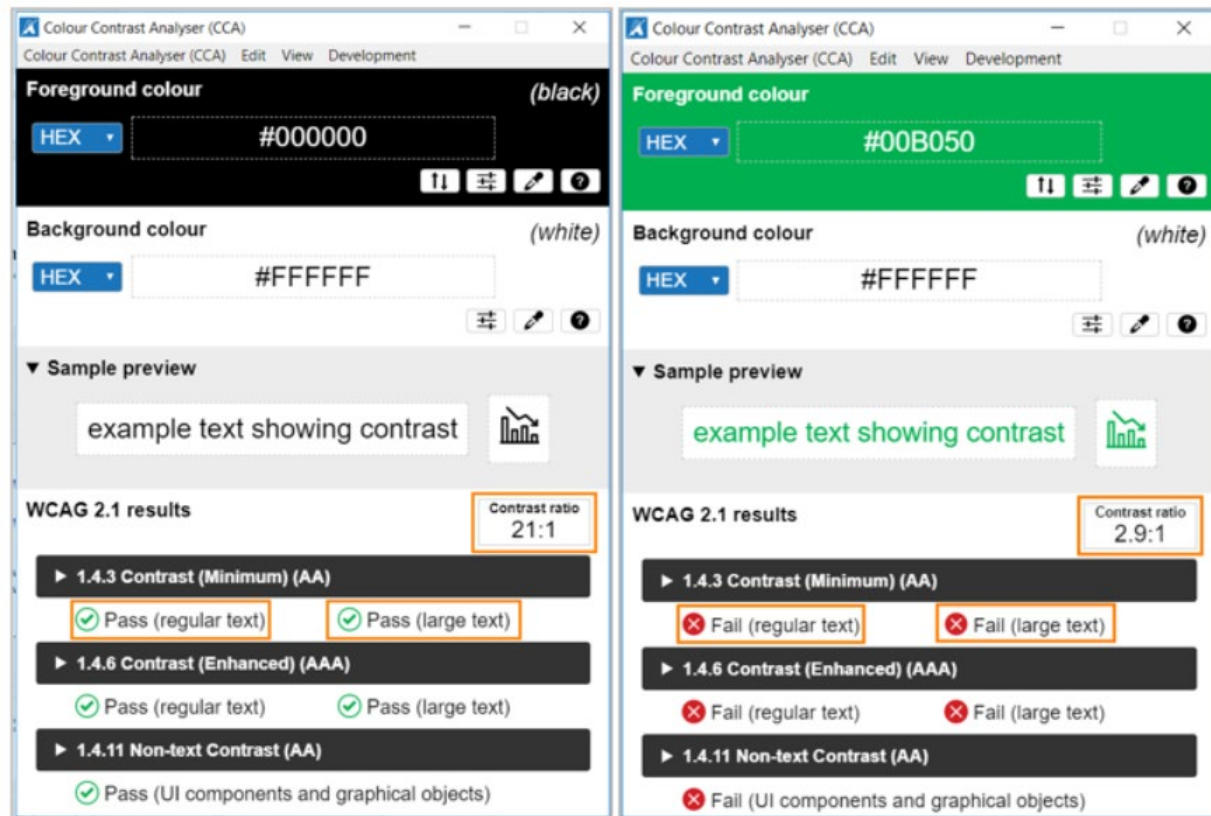 Colour Contrast Analyser (CCA)
Colour Contrast Analyser (CCA) Edit View Development
Foreground colour (black)
HEX #000000
Background colour (white)
HEX #FFFFFF
Sample preview
example text showing contrast
WCAG 2.1 results
Contrast ratio
21:1
1.4.3 Contrast (Minimum) (AA)
Pass (regular text) Pass (large text)
1.4.6 Contrast (Enhanced) (AAA)
Pass (regular text) Pass (large text)
1.4.11 Non-text Contrast (AA)
Pass (UI components and graphical objects)
Colour Contrast Analyser (CCA)
Colour Contrast Analyser (CCA) Edit View Development
Foreground colour
HEX #00B050
Background colour (white)
HEX #FFFFFF
Sample preview
example text showing contrast
WCAG 2.1 results
Contrast ratio
2.9:1
1.4.3 Contrast (Minimum) (AA)
Fail (regular text) Fail (large text)
1.4.6 Contrast (Enhanced) (AAA)
Fail (regular text) Fail (large text)
1.4.11 Non-text Contrast (AA)
Fail (UI components and graphical objects)